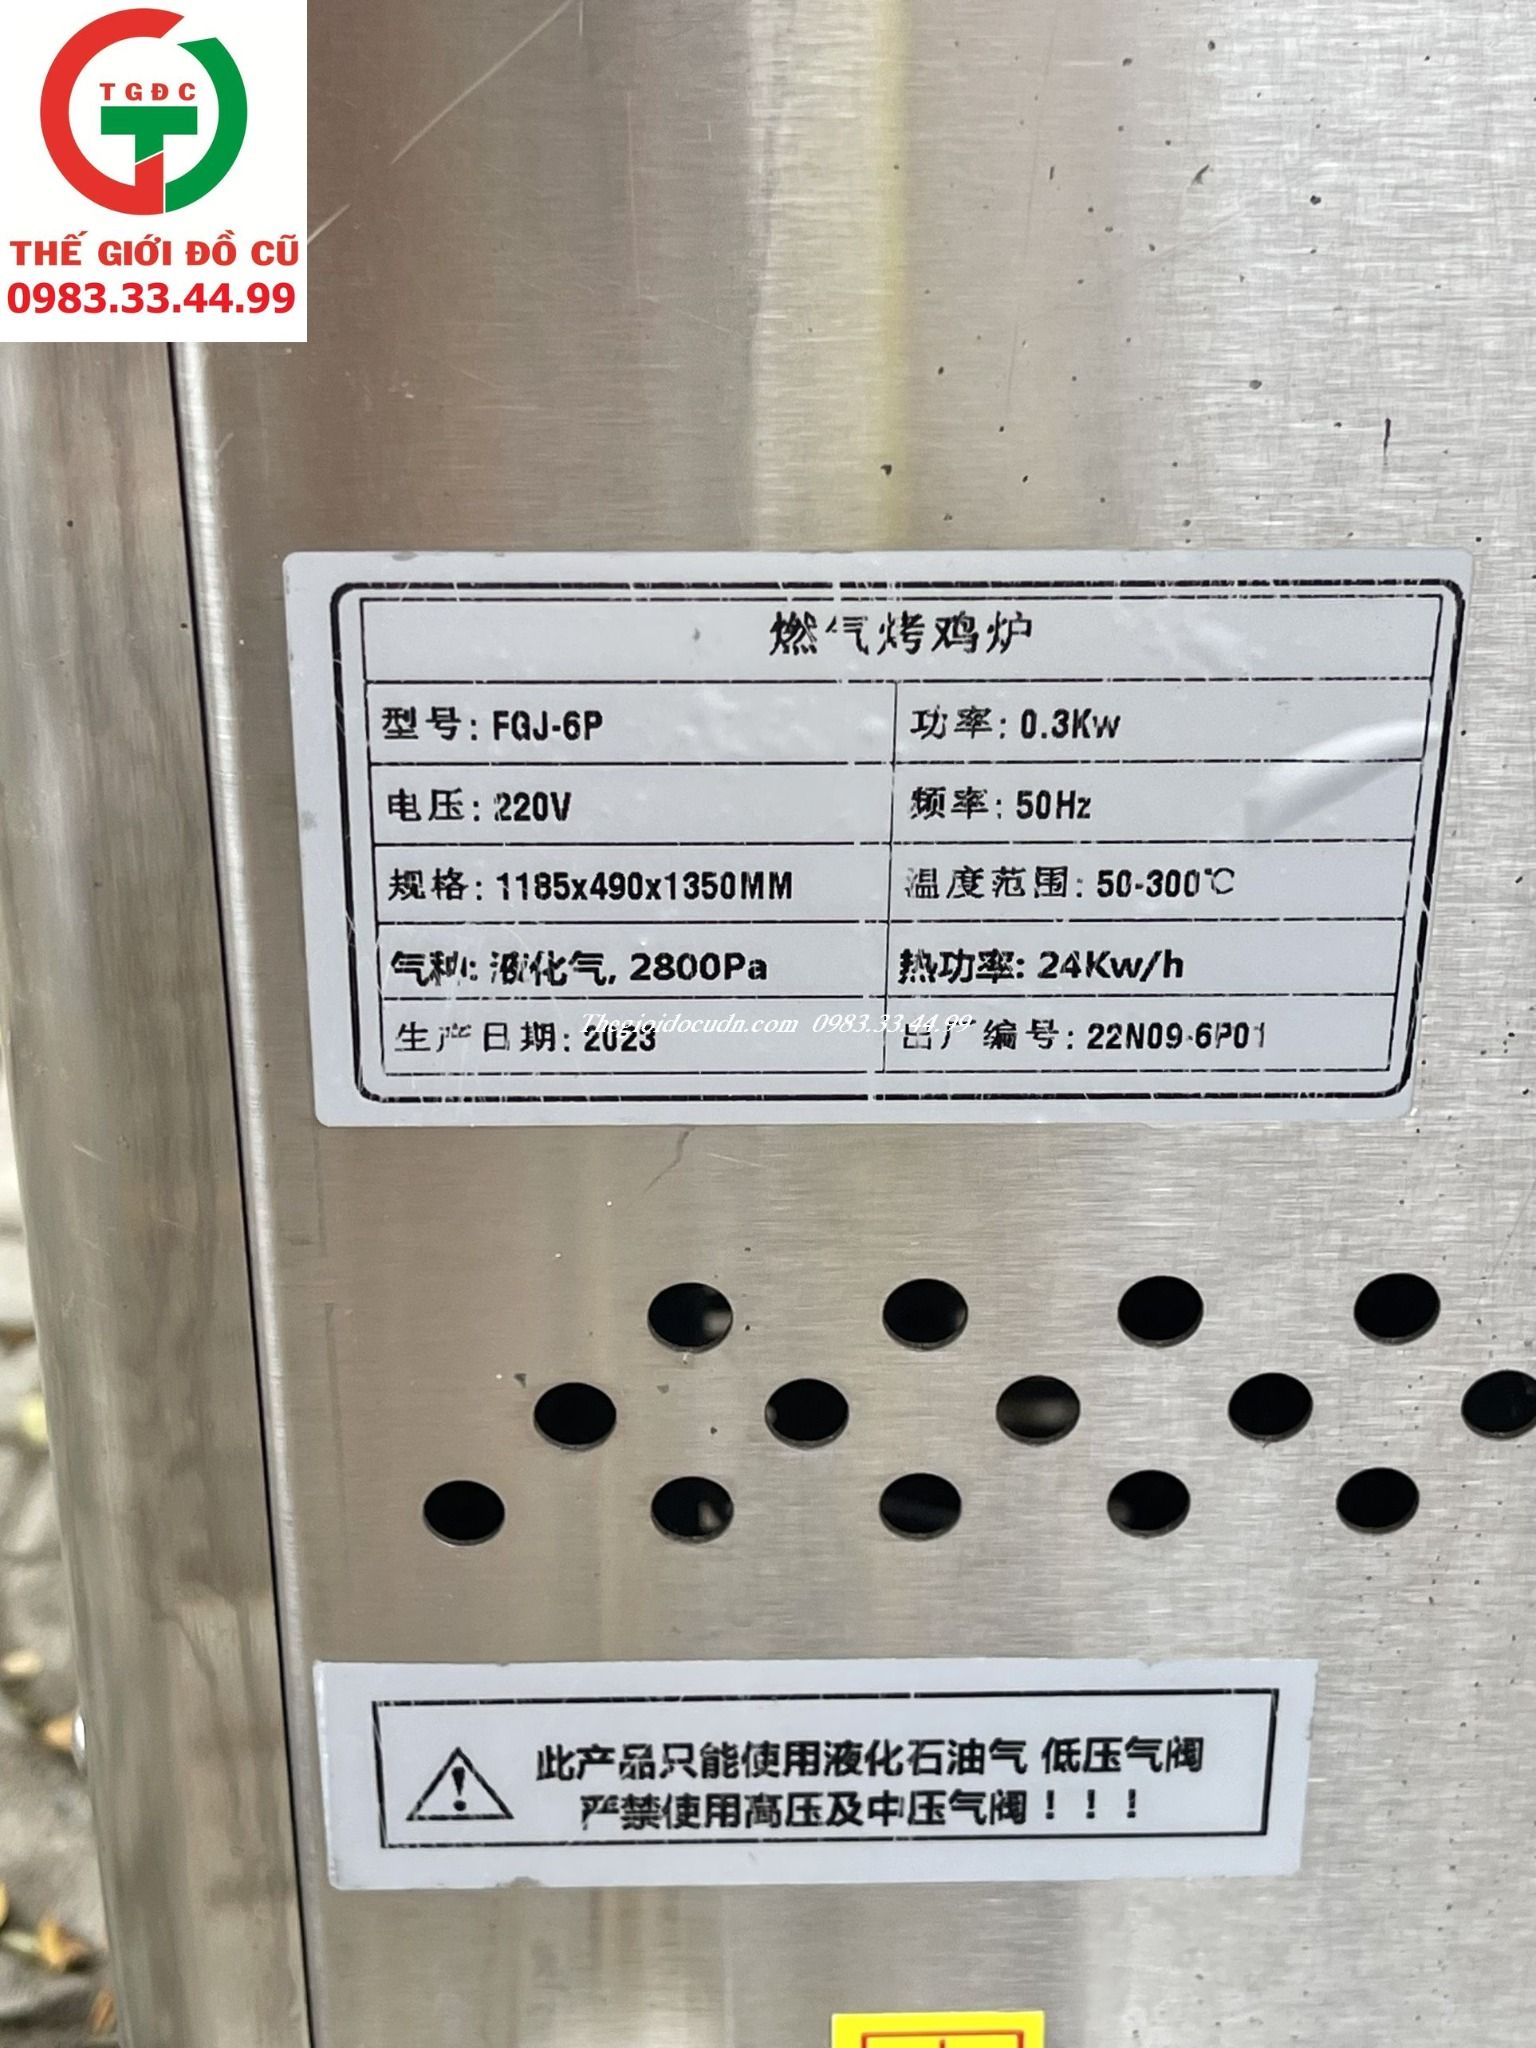 TGĐC
THẾ GIỚI ĐỒ CŨ
0983.33.44.99
燃气烤鸡炉
型号: FGJ-6P
功率: 0.3Kw
电压: 220V
频率: 50Hz
规格: 1185x490x1350MM
温度范围: 50-300℃
气种: 液化气, 2800Pa
热功率: 24Kw/h
Thegioidocudn.com 0983.33.44.99
生产日期: 2023
出厂编号: 22N09-6P01
此产品只能使用液化石油气 低压气阀
严禁使用高压及中压气阀！！！